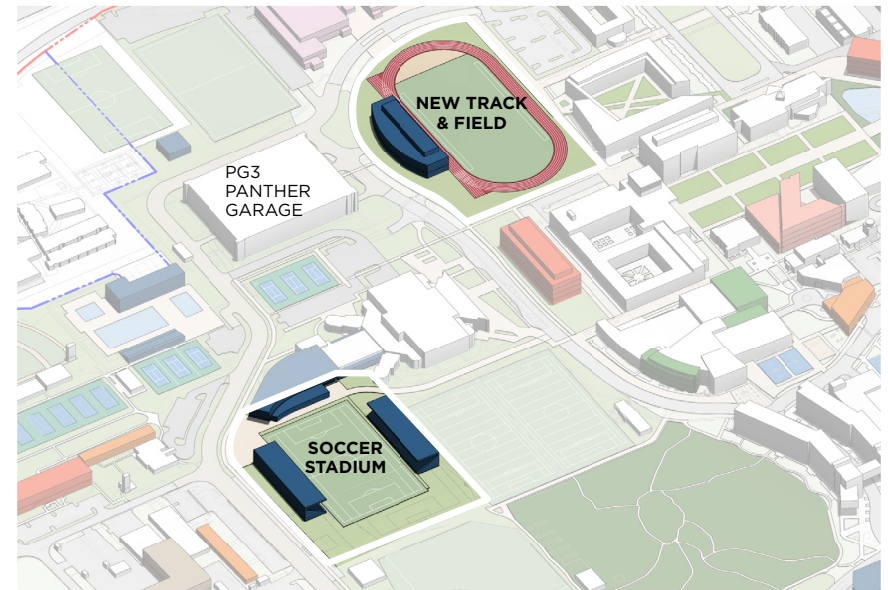 NEW TRACK
& FIELD
PG3
PANTHER
GARAGE
SOCCER
STADIUM